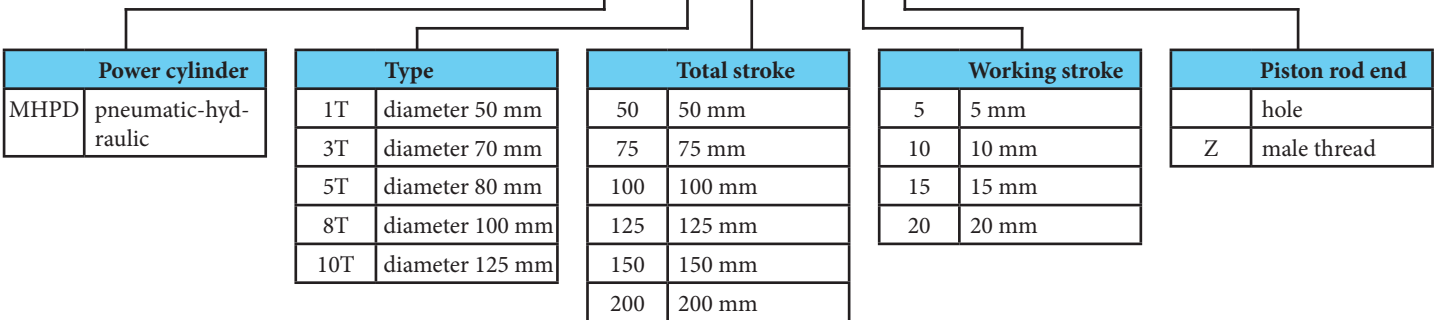 Power cylinder
MHPD pneumatic-hyd-
raulic
Type
1T diameter 50 mm
3T diameter 70 mm
5T diameter 80 mm
8T diameter 100 mm
10T diameter 125 mm
Total stroke
50 50 mm
75 75 mm
100 100 mm
125 125 mm
150 150 mm
200 200 mm
Working stroke
5 5 mm
10 10 mm
15 15 mm
20 20 mm
Piston rod end
hole
Z male thread